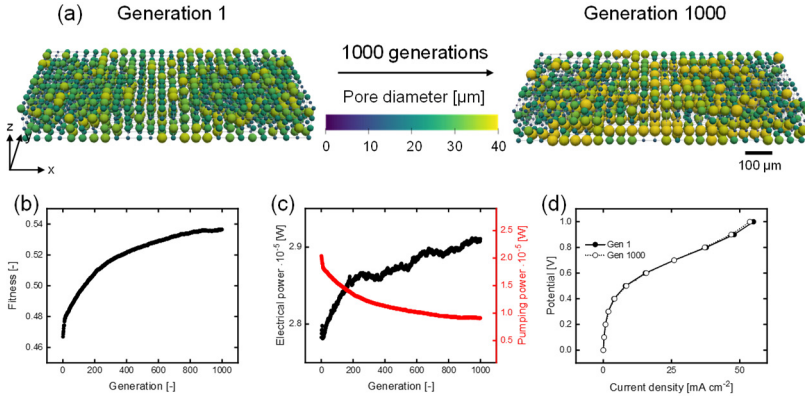 (a)
Generation 1
Generation 1000
1000 generations
Pore diameter [µm]
0 10 20 30 40
z
y
x
100 µm
(b)
Fitness [-]
0.54
0.52
0.50
0.48
0.46
0 200 400 600 800 1000
Generation [-]
(c)
Electrical power · 10⁻⁵ [W]
2.9
2.8
Pumping power · 10⁻⁵ [W]
2.5
2.0
1.5
1.0
0.5
0 200 400 600 800 1000
Generation [-]
(d)
Potential [V]
1.0
0.8
0.6
0.4
0.2
0.0
Gen 1
Gen 1000
0 25 50
Current density [mA cm⁻²]